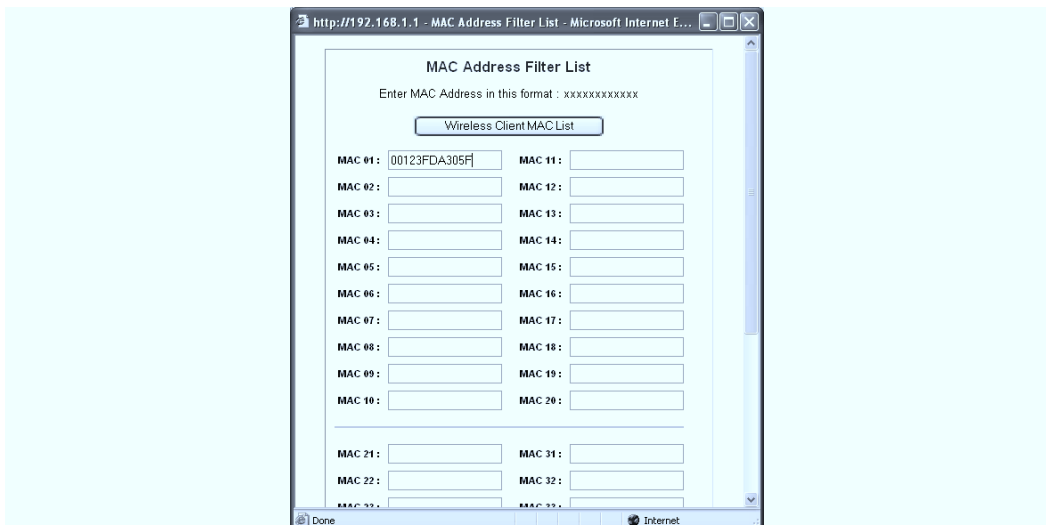 http://192.168.1.1 - MAC Address Filter List - Microsoft Internet E...
MAC Address Filter List
Enter MAC Address in this format : xxxxxxxxxxxx
Wireless Client MAC List
MAC 01 : 00123FDA305F MAC 11 :
MAC 02 : MAC 12 :
MAC 03 : MAC 13 :
MAC 04 : MAC 14 :
MAC 05 : MAC 15 :
MAC 06 : MAC 16 :
MAC 07 : MAC 17 :
MAC 08 : MAC 18 :
MAC 09 : MAC 19 :
MAC 10 : MAC 20 :
MAC 21 : MAC 31 :
MAC 22 : MAC 32 :
MAC 23 : MAC 33 :
Done Internet